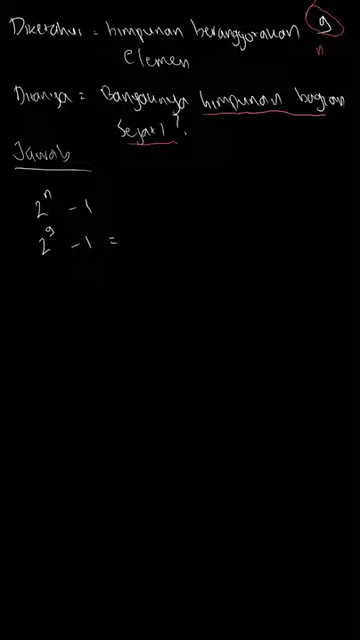 Diketahui = himpunan beranggotakan 9
n
Elemen
Ditanya = Banyaknya himpunan bagian
Sejati?
Jawab
2^n - 1
2^9 - 1 =